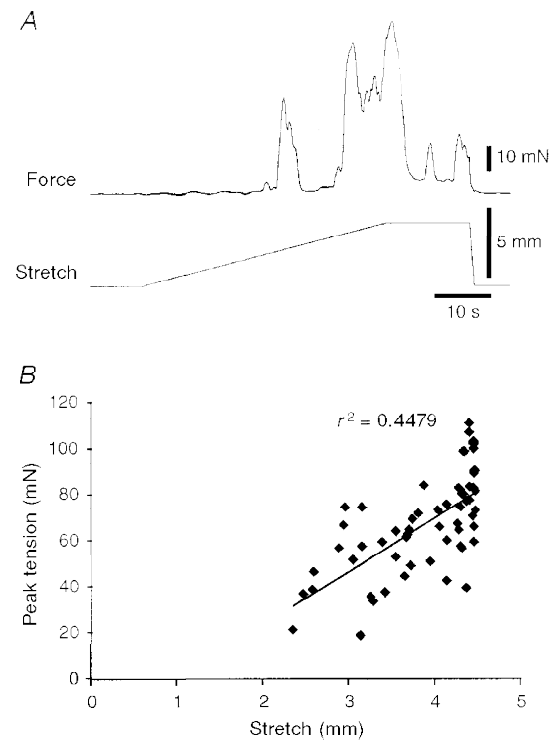 A
10 mN
Force
5 mm
Stretch
10 s
B
120
r² = 0.4479
100
80
60
40
20
0
Peak tension (mN)
0 1 2 3 4 5
Stretch (mm)